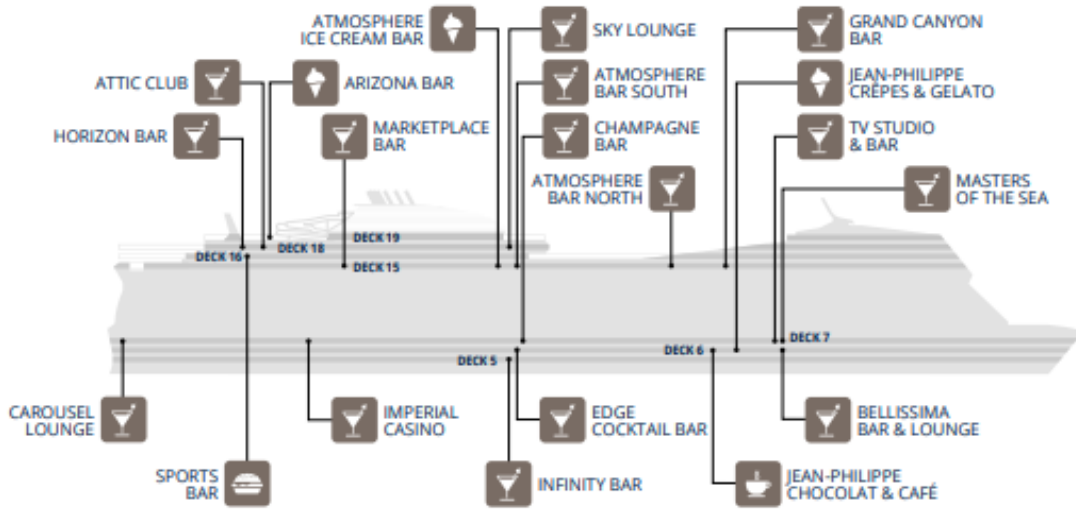 ATMOSPHERE
ICE CREAM BAR
SKY LOUNGE
GRAND CANYON
BAR
ATTIC CLUB
ARIZONA BAR
ATMOSPHERE
BAR SOUTH
JEAN-PHILIPPE
CRÊPES & GELATO
HORIZON BAR
MARKETPLACE
BAR
CHAMPAGNE
BAR
TV STUDIO
& BAR
ATMOSPHERE
BAR NORTH
MASTERS
OF THE SEA
DECK 19
DECK 18
DECK 16
DECK 15
DECK 7
DECK 6
DECK 5
CAROUSEL
LOUNGE
IMPERIAL
CASINO
EDGE
COCKTAIL BAR
BELLISSIMA
BAR & LOUNGE
SPORTS
BAR
INFINITY BAR
JEAN-PHILIPPE
CHOCOLAT & CAFÉ